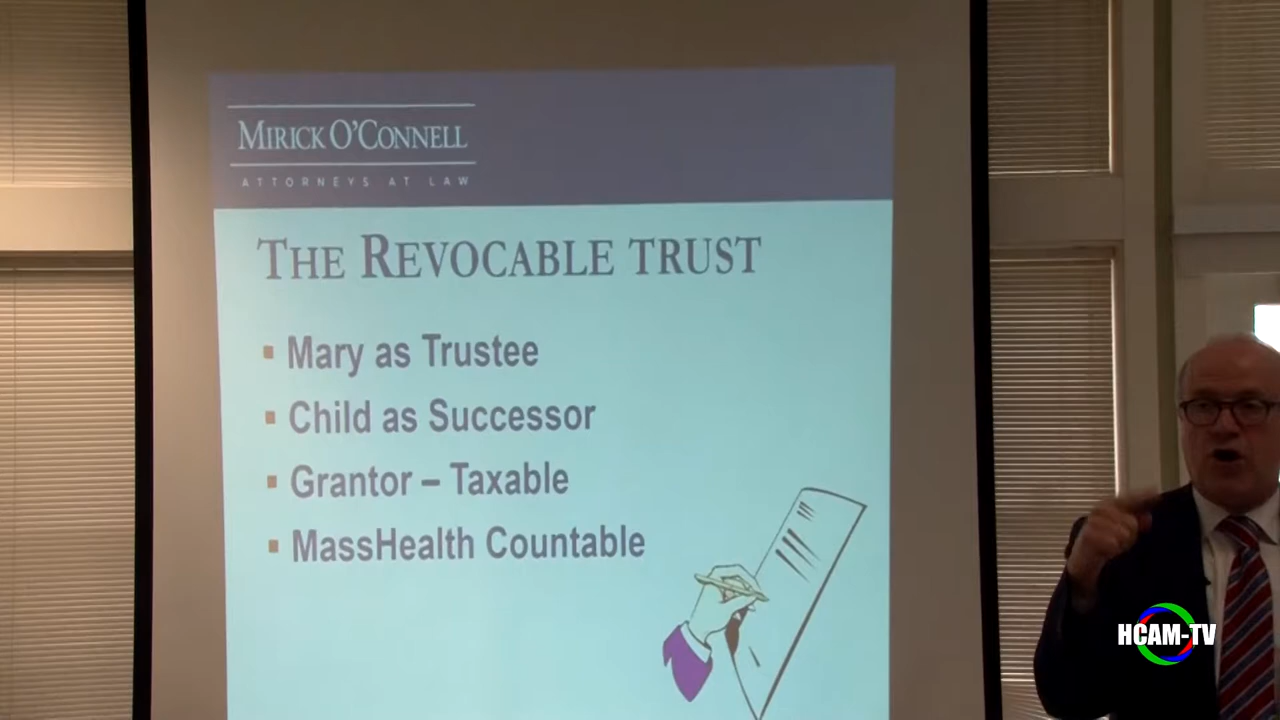 MIRICK O'CONNELL
ATTORNEYS AT LAW
THE REVOCABLE TRUST
▪ Mary as Trustee
▪ Child as Successor
▪ Grantor – Taxable
▪ MassHealth Countable
HCAM-TV